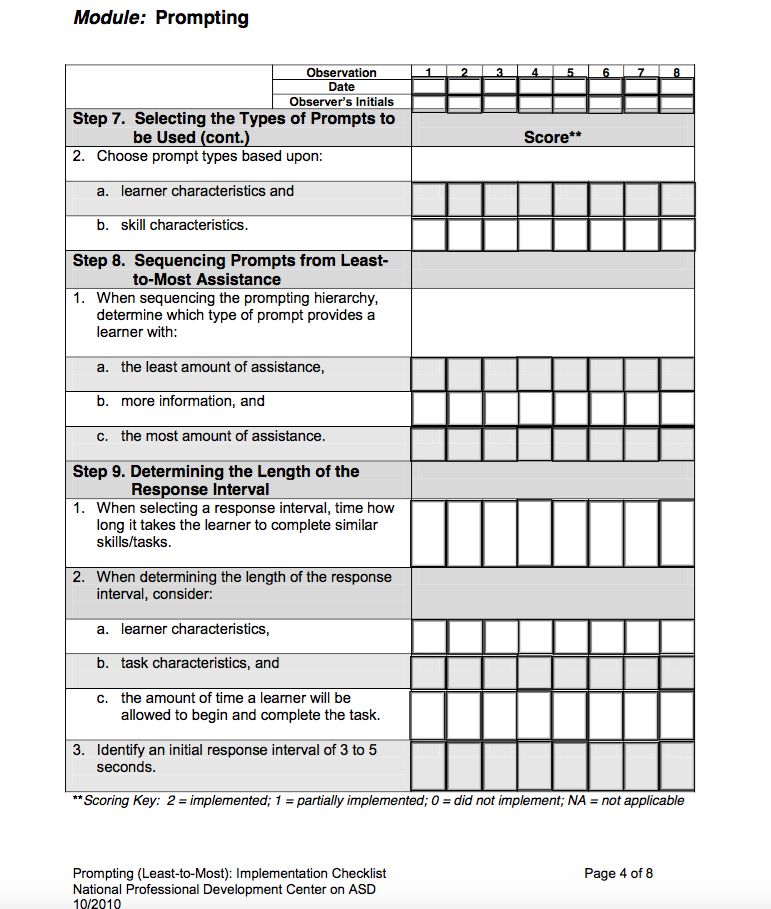 Module: Prompting
Observation 1 2 3 4 5 6 7 8
Date
Observer's Initials
Step 7. Selecting the Types of Prompts to
be Used (cont.)
Score**
2. Choose prompt types based upon:
a. learner characteristics and
b. skill characteristics.
Step 8. Sequencing Prompts from Least-
to-Most Assistance
1. When sequencing the prompting hierarchy,
determine which type of prompt provides a
learner with:
a. the least amount of assistance,
b. more information, and
c. the most amount of assistance.
Step 9. Determining the Length of the
Response Interval
1. When selecting a response interval, time how
long it takes the learner to complete similar
skills/tasks.
2. When determining the length of the response
interval, consider:
a. learner characteristics,
b. task characteristics, and
c. the amount of time a learner will be
allowed to begin and complete the task.
3. Identify an initial response interval of 3 to 5
seconds.
**Scoring Key: 2 = implemented; 1 = partially implemented; 0 = did not implement; NA = not applicable
Prompting (Least-to-Most): Implementation Checklist
Page 4 of 8
National Professional Development Center on ASD
10/2010